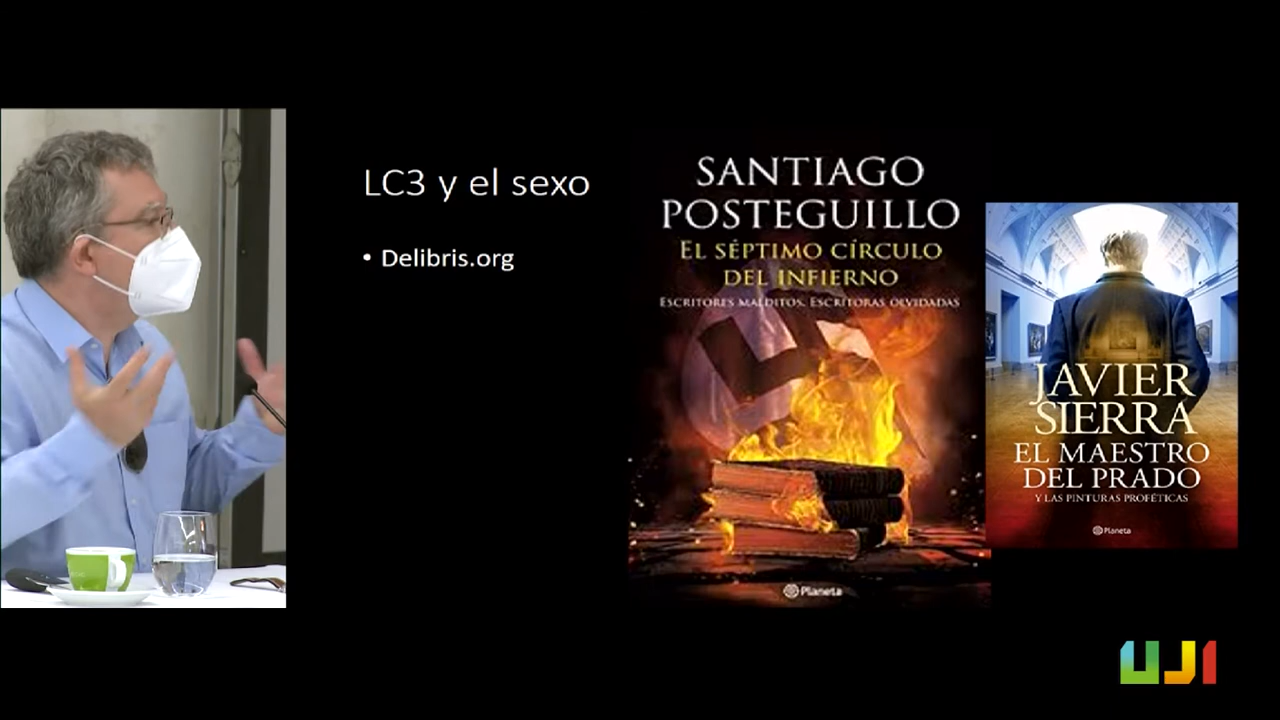 LC3 y el sexo
• Delibris.org
SANTIAGO
POSTEGUILLO
EL SÉPTIMO CÍRCULO
DEL INFIERNO
ESCRITORES MALDITOS. ESCRITORAS OLVIDADAS
Planeta
JAVIER
SIERRA
EL MAESTRO
DEL PRADO
Y LAS PINTURAS PROFÉTICAS
Planeta
UJI